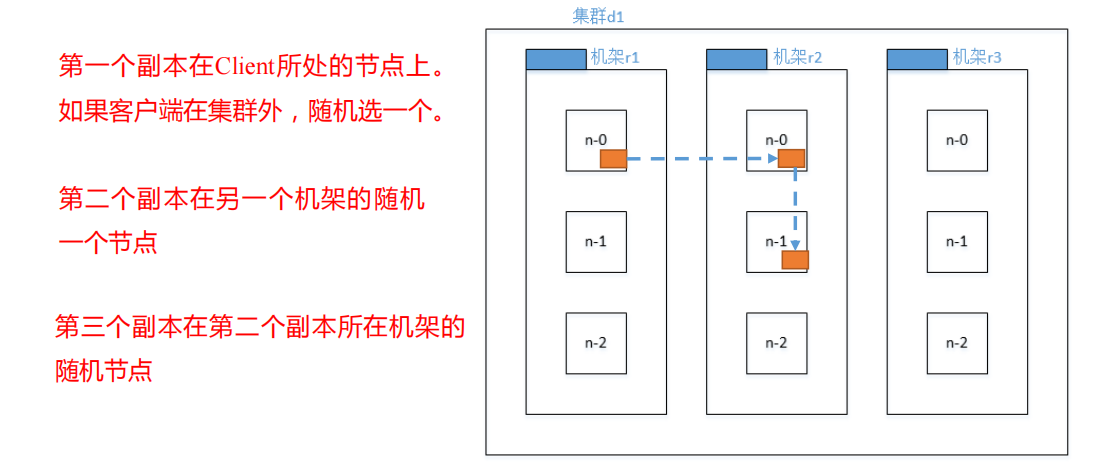 第一个副本在Client所处的节点上。
如果客户端在集群外，随机选一个。
第二个副本在另一个机架的随机
一个节点
第三个副本在第二个副本所在机架的
随机节点
集群d1
机架r1
机架r2
机架r3
n-0
n-0
n-0
n-1
n-1
n-1
n-2
n-2
n-2